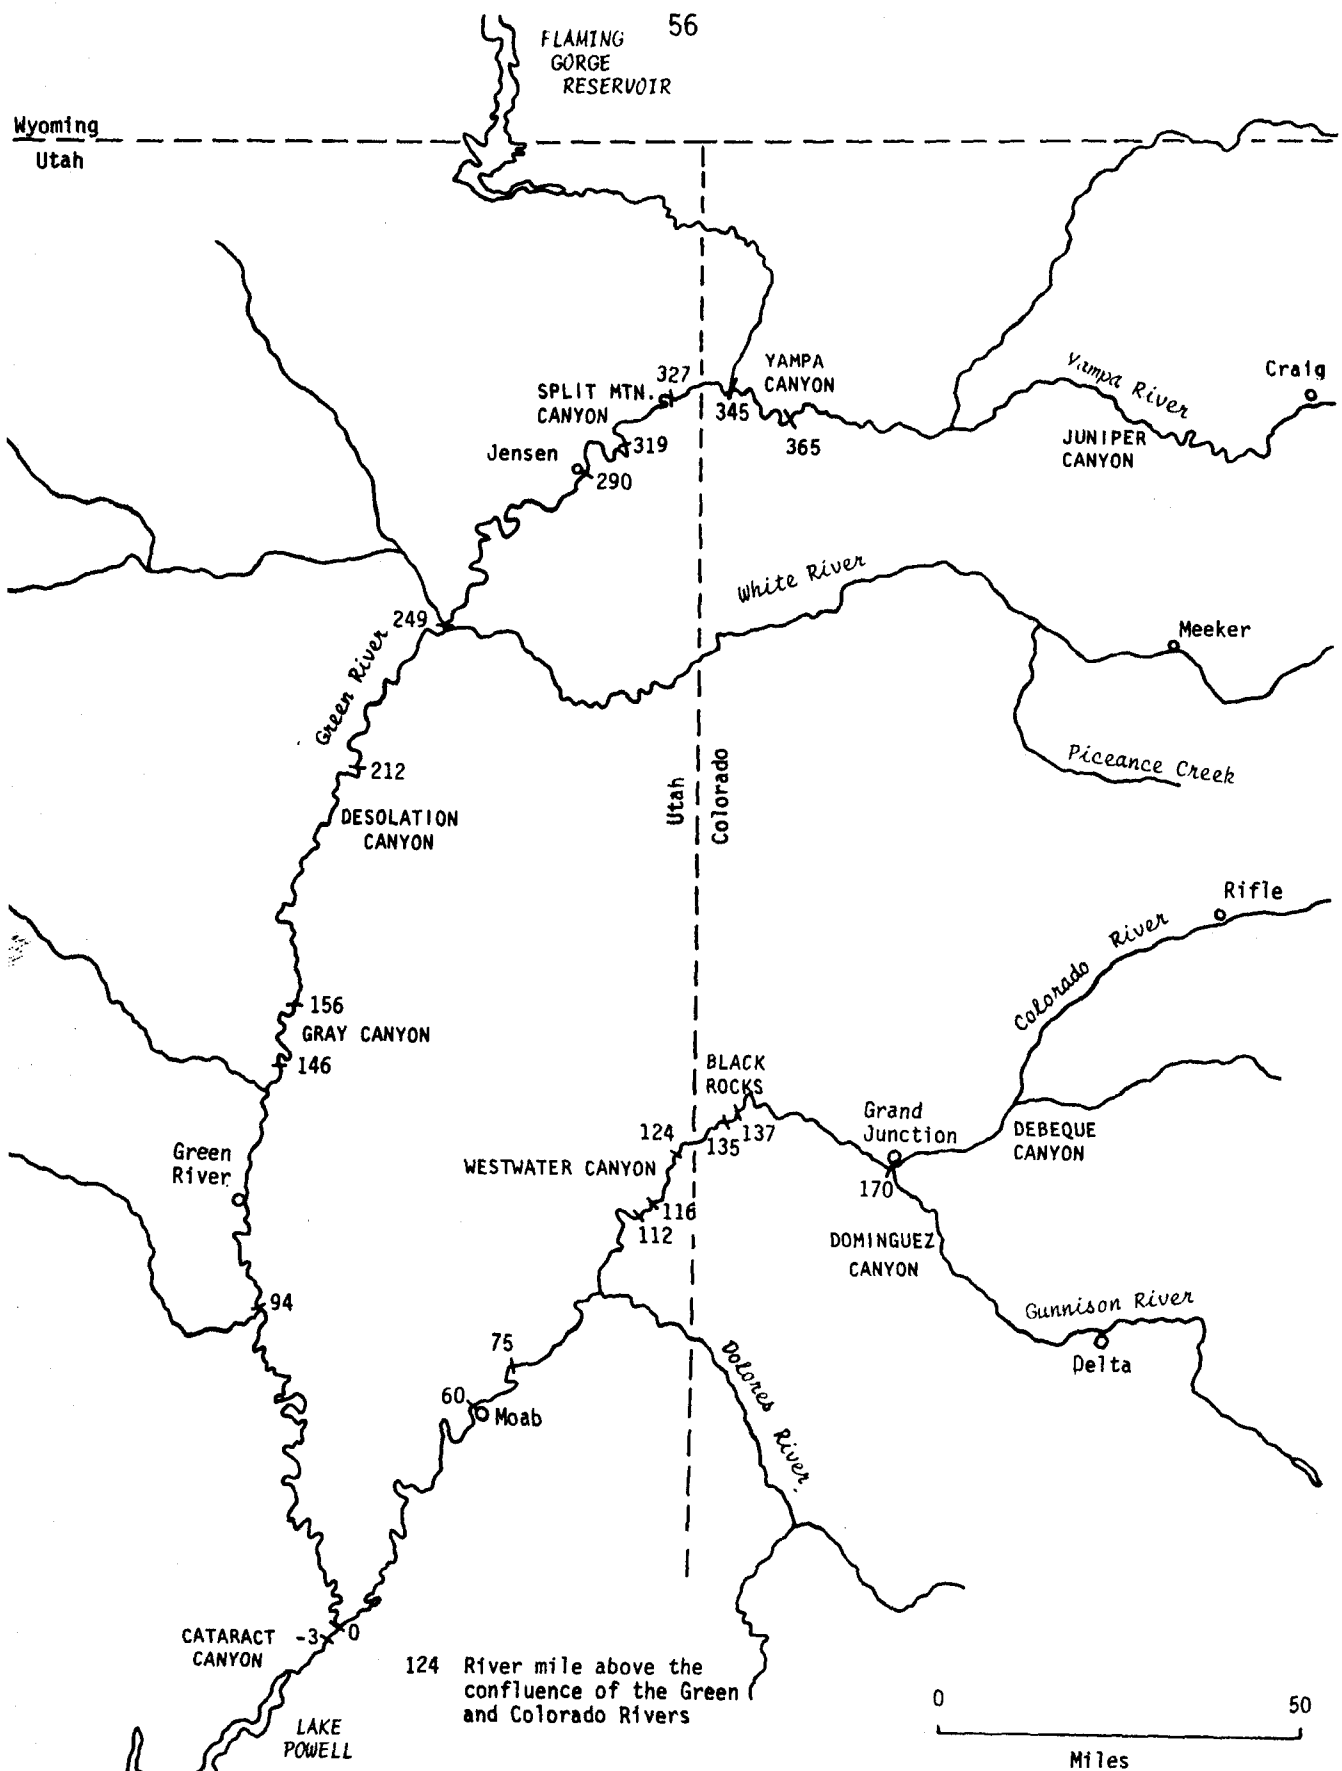 56
FLAMING
GORGE
RESERVOIR
Wyoming
Utah
YAMPA
CANYON
327
SPLIT MTN.
CANYON
345
365
319
Jensen
290
Yampa River
Craig
JUNIPER
CANYON
White River
249
Green River
Meeker
Piceance Creek
212
DESOLATION
CANYON
Utah
Colorado
Rifle
Colorado River
156
GRAY CANYON
146
BLACK
ROCKS
137
135
124
WESTWATER CANYON
Grand
Junction
DEBEQUE
CANYON
170
Green
River
116
112
DOMINGUEZ
CANYON
94
Gunnison River
Delta
75
60
Moab
Dolores River
CATARACT
CANYON
-3
0
124 River mile above the
confluence of the Green
and Colorado Rivers
LAKE
POWELL
0 50
Miles